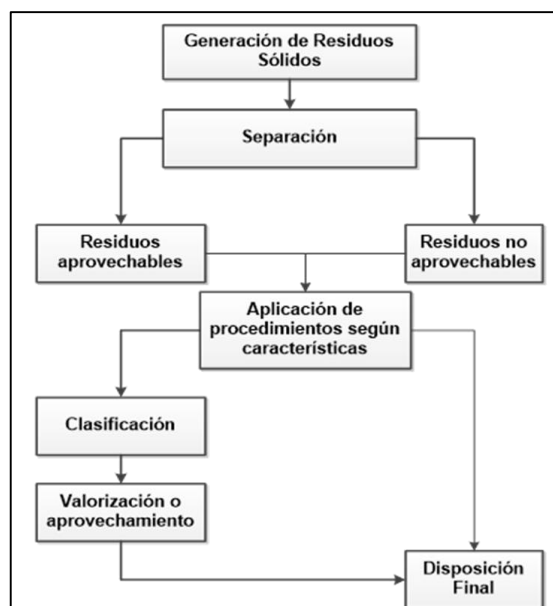 Generación de Residuos
Sólidos
Separación
Residuos
aprovechables
Residuos no
aprovechables
Aplicación de
procedimientos según
características
Clasificación
Valorización o
aprovechamiento
Disposición
Final